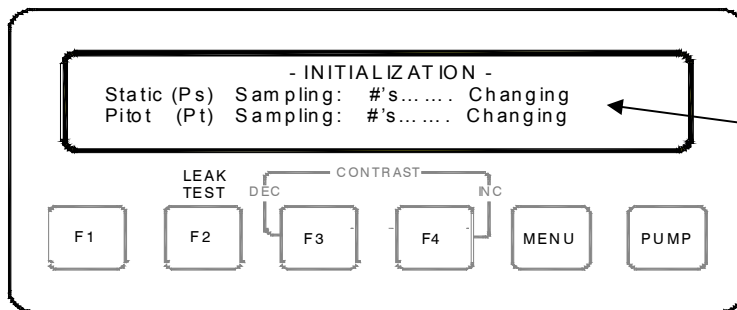 - INITIALIZATION -
Static (Ps) Sampling: #'s....... Changing
Pitot (Pt) Sampling: #'s....... Changing
LEAK
TEST
CONTRAST
DEC
INC
F1
F2
F3
F4
MENU
PUMP